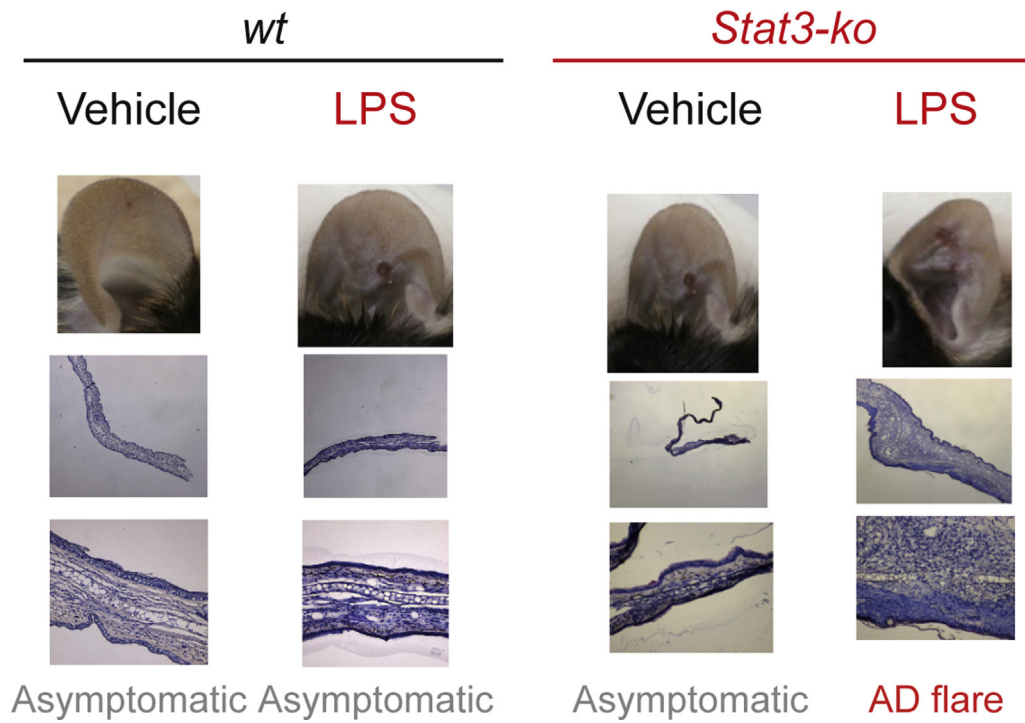 wt
Stat3-ko
Vehicle
LPS
Vehicle
LPS
Asymptomatic
Asymptomatic
Asymptomatic
AD flare